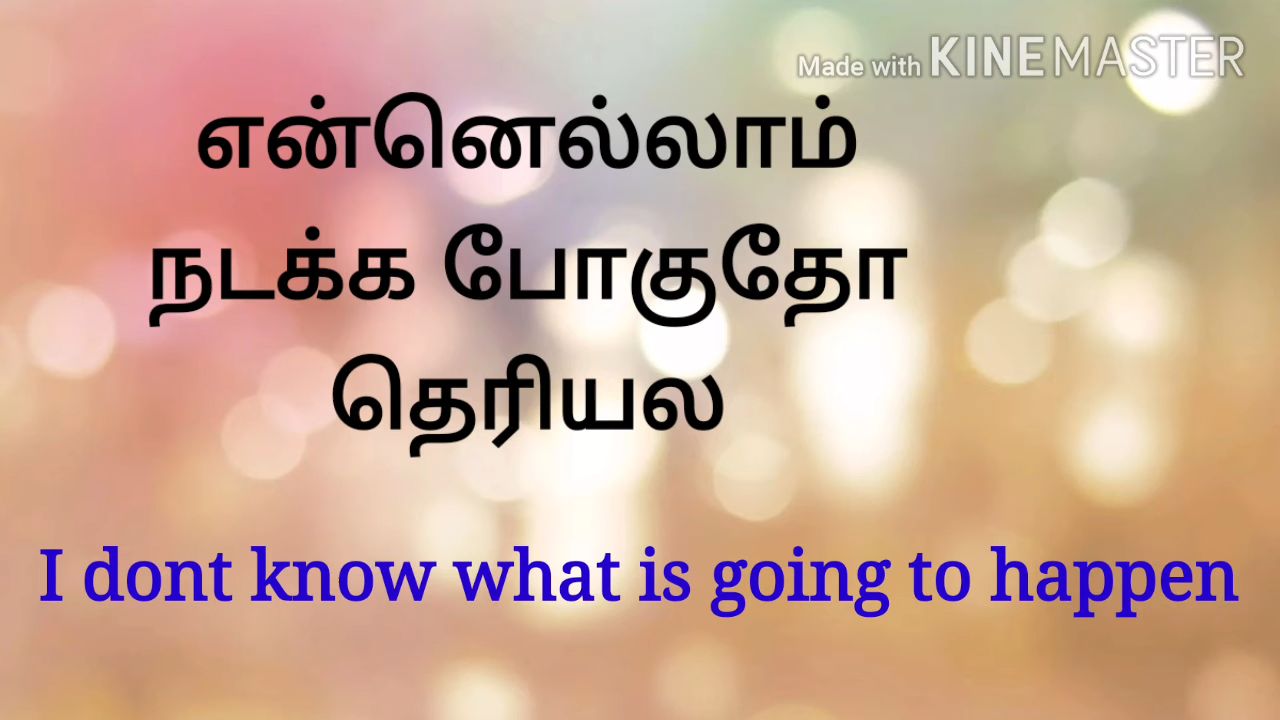 Made with KINEMASTER
என்னெல்லாம்
நடக்க போகுதோ
தெரியல
I dont know what is going to happen